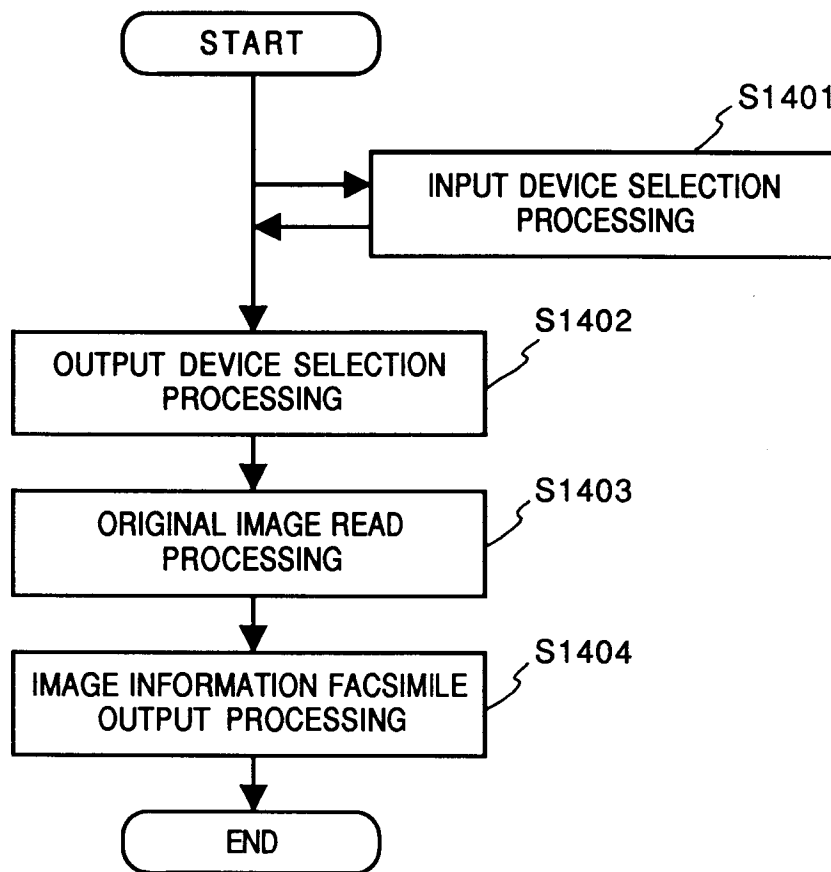 START
S1401
INPUT DEVICE SELECTION
PROCESSING
S1402
OUTPUT DEVICE SELECTION
PROCESSING
S1403
ORIGINAL IMAGE READ
PROCESSING
S1404
IMAGE INFORMATION FACSIMILE
OUTPUT PROCESSING
END